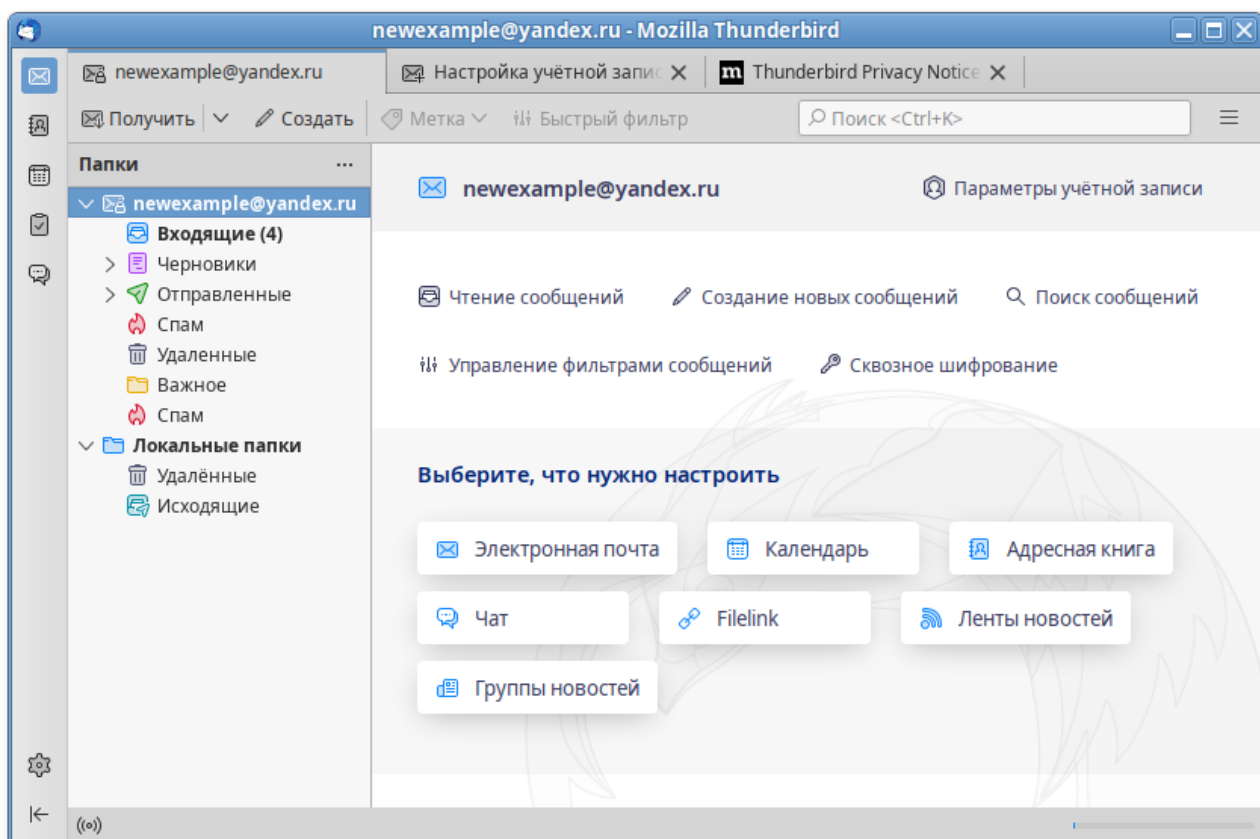 newexample@yandex.ru - Mozilla Thunderbird
newexample@yandex.ru Настройка учётной запис Thunderbird Privacy Notice
Получить Создать Метка Быстрый фильтр Поиск <Ctrl+K>
Папки ...
newexample@yandex.ru
Входящие (4)
Черновики
Отправленные
Спам
Удаленные
Важное
Спам
Локальные папки
Удалённые
Исходящие
newexample@yandex.ru Параметры учётной записи
Чтение сообщений Создание новых сообщений Поиск сообщений
Управление фильтрами сообщений Сквозное шифрование
Выберите, что нужно настроить
Электронная почта Календарь Адресная книга
Чат Filelink Ленты новостей
Группы новостей